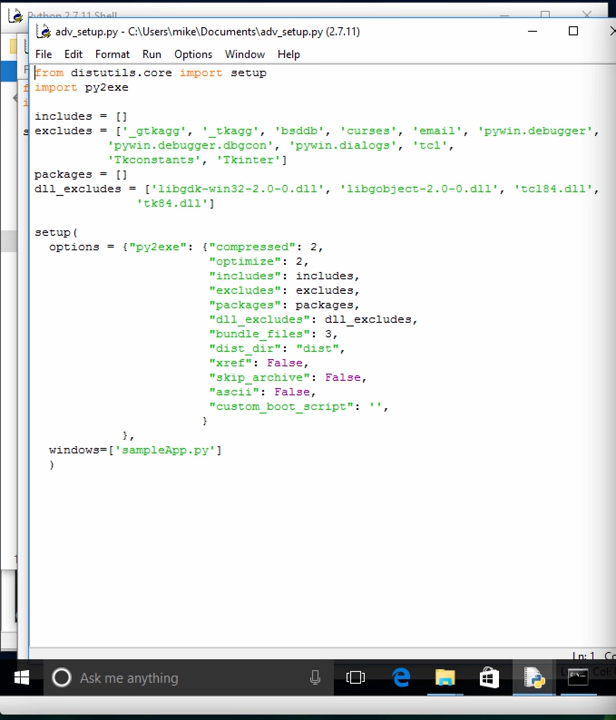 Python 2.7.11 Shell
adv_setup.py - C:\Users\mike\Documents\adv_setup.py (2.7.11)
File Edit Format Run Options Window Help
from distutils.core import setup
import py2exe
includes = []
excludes = ['_gtkagg', '_tkagg', 'bsddb', 'curses', 'email', 'pywin.debugger',
'pywin.debugger.dbgcon', 'pywin.dialogs', 'tcl',
'Tkconstants', 'Tkinter']
packages = []
dll_excludes = ['libgdk-win32-2.0-0.dll', 'libgobject-2.0-0.dll', 'tcl84.dll',
'tk84.dll']
setup(
options = {"py2exe": {"compressed": 2,
"optimize": 2,
"includes": includes,
"excludes": excludes,
"packages": packages,
"dll_excludes": dll_excludes,
"bundle_files": 3,
"dist_dir": "dist",
"xref": False,
"skip_archive": False,
"ascii": False,
"custom_boot_script": '',
}
},
windows=['sampleApp.py']
)
Ln: 1 Co
Ask me anything